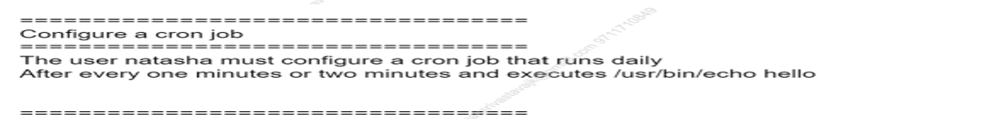 ====================================
Configure a cron job
====================================
The user natasha must configure a cron job that runs daily
After every one minutes or two minutes and executes /usr/bin/echo hello
====================================